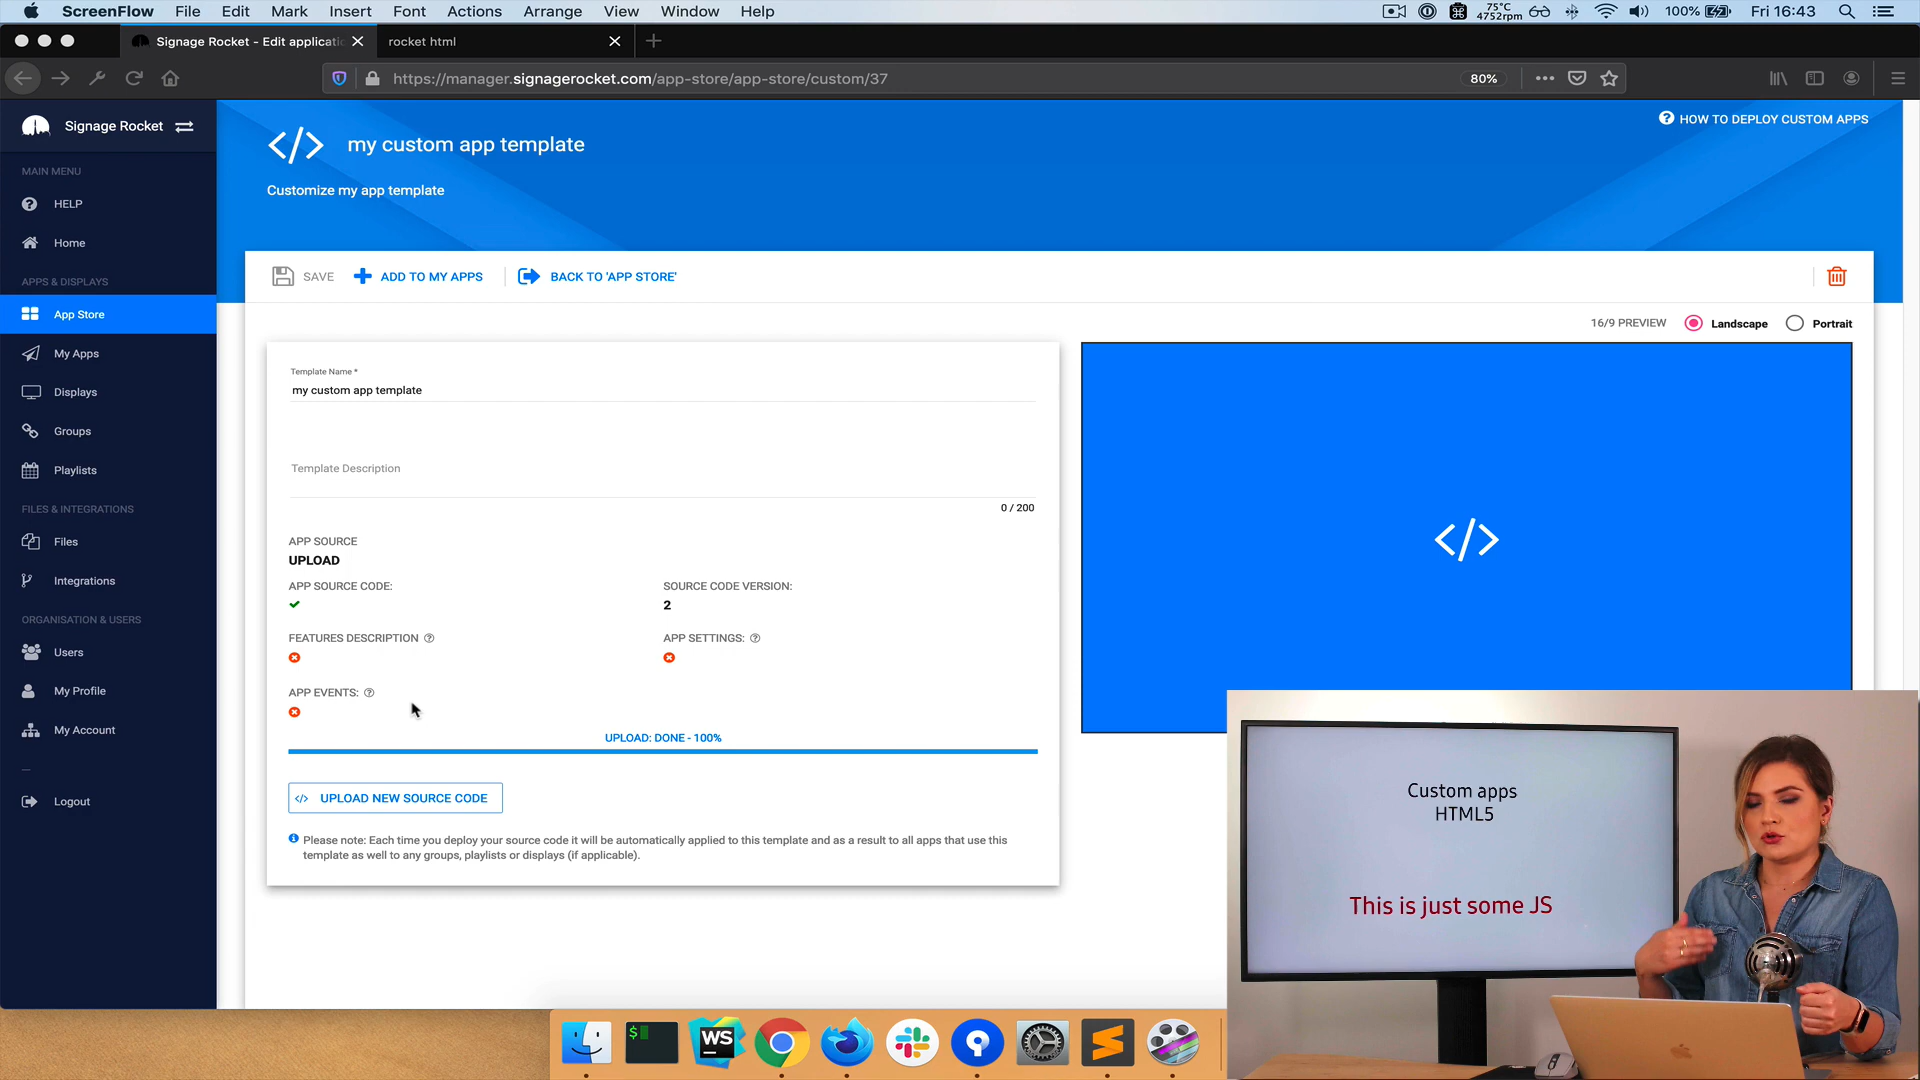 ScreenFlow File Edit Mark Insert Font Actions Arrange View Window Help
75°C
4752rpm
100%
Fri 16:43
Signage Rocket - Edit applicati
rocket html
https://manager.signagerocket.com/app-store/app-store/custom/37
80%
Signage Rocket
MAIN MENU
HELP
Home
APPS & DISPLAYS
App Store
My Apps
Displays
Groups
Playlists
FILES & INTEGRATIONS
Files
Integrations
ORGANISATION & USERS
Users
My Profile
My Account
Logout
HOW TO DEPLOY CUSTOM APPS
</> my custom app template
Customize my app template
SAVE ADD TO MY APPS BACK TO 'APP STORE'
16/9 PREVIEW Landscape Portrait
Template Name *
my custom app template
Template Description
0 / 200
APP SOURCE
UPLOAD
APP SOURCE CODE: SOURCE CODE VERSION:
2
FEATURES DESCRIPTION APP SETTINGS:
APP EVENTS:
UPLOAD: DONE - 100%
</> UPLOAD NEW SOURCE CODE
Please note: Each time you deploy your source code it will be automatically applied to this template and as a result to all apps that use this
template as well to any groups, playlists or displays (if applicable).
</>
Custom apps
HTML5
This is just some JS
$
WS